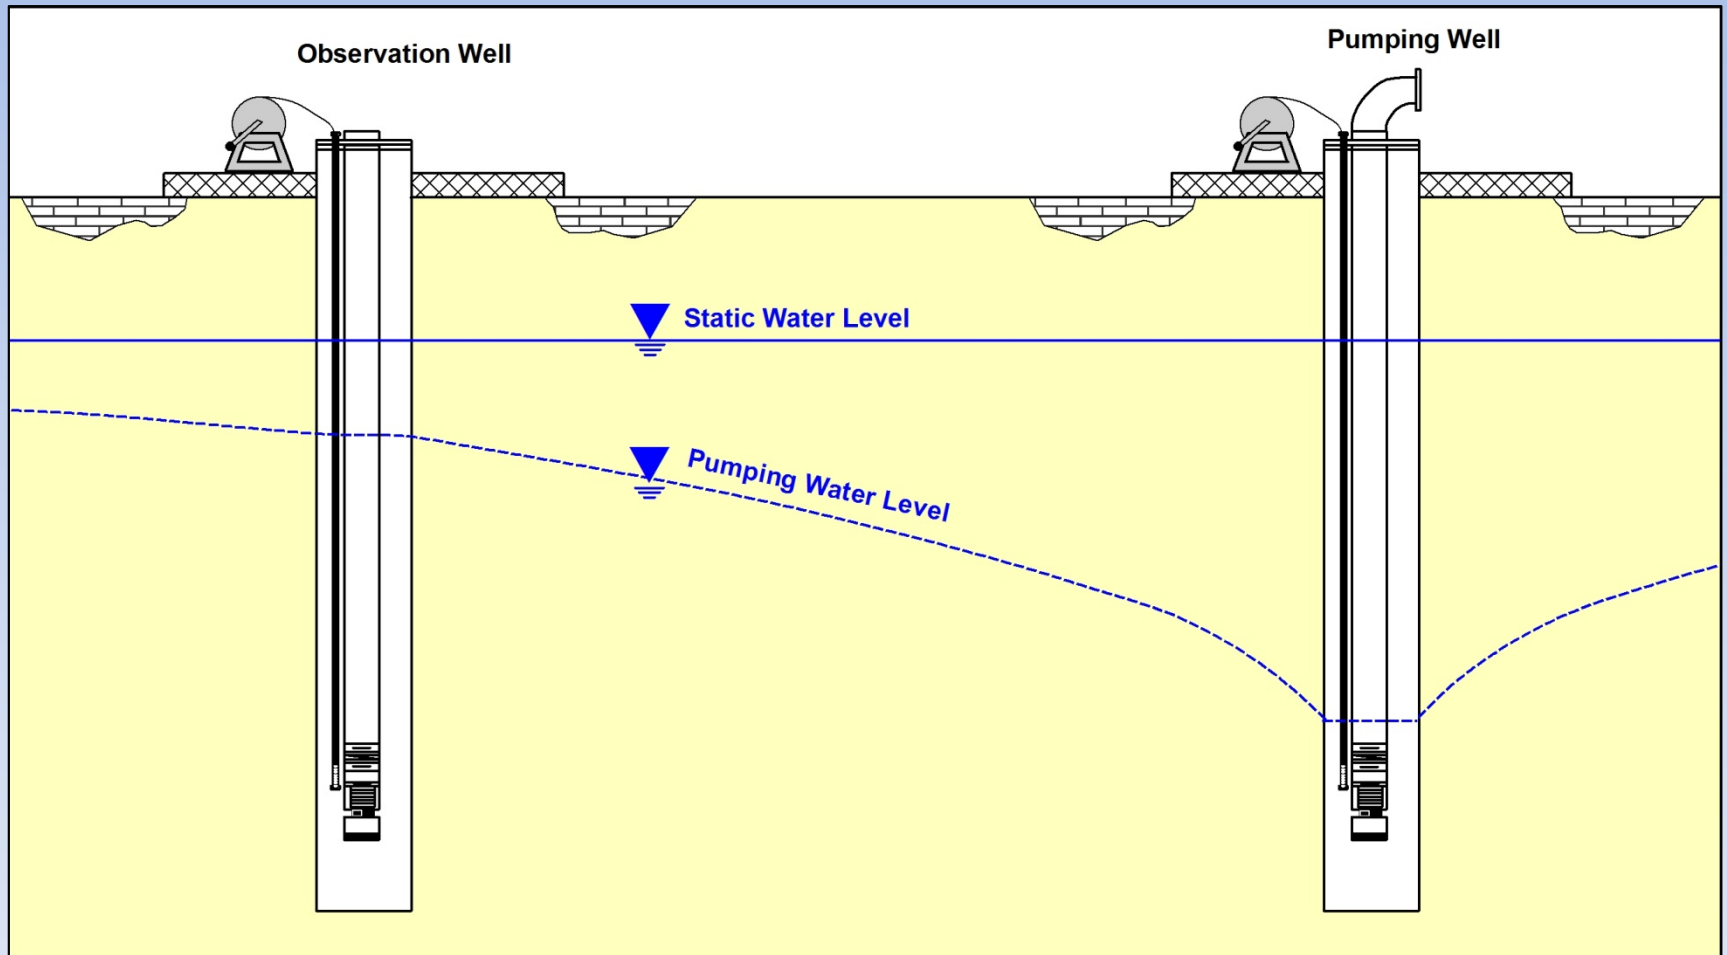 Observation Well
Pumping Well
Static Water Level
Pumping Water Level